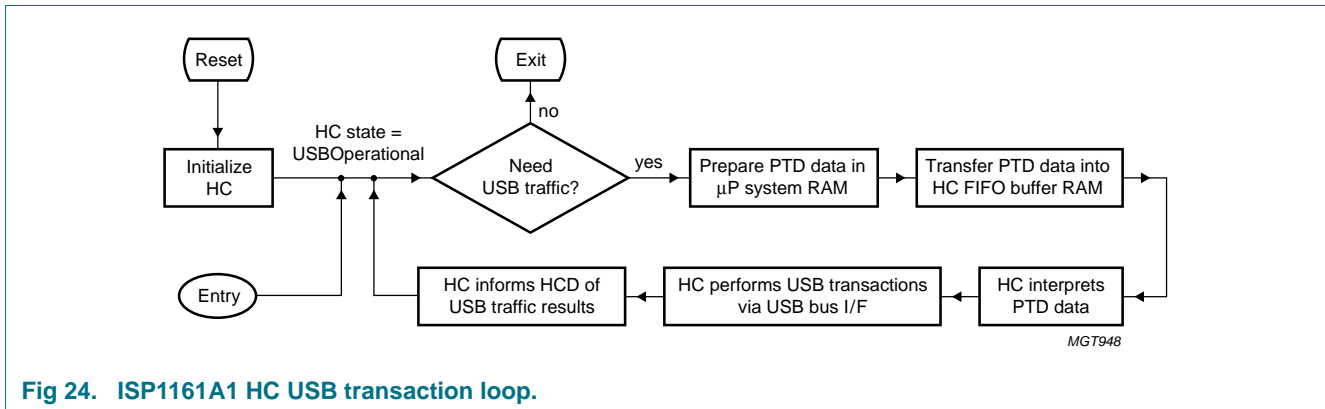 Reset
Exit
no
HC state =
USBOperational
Initialize
HC
Need
USB traffic?
yes
Prepare PTD data in
μP system RAM
Transfer PTD data into
HC FIFO buffer RAM
Entry
HC informs HCD of
USB traffic results
HC performs USB transactions
via USB bus I/F
HC interprets
PTD data
MGT948
Fig 24. ISP1161A1 HC USB transaction loop.